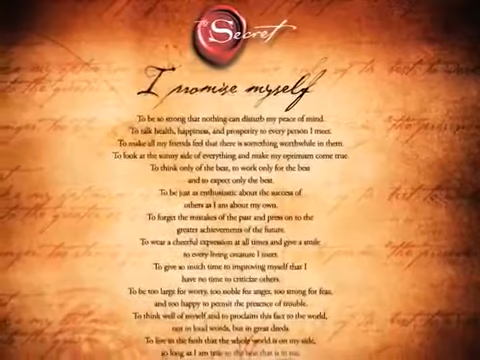 The Secret
I promise myself
To be so strong that nothing can disturb my peace of mind.
To talk health, happiness, and prosperity to every person I meet.
To make all my friends feel that there is something worthwhile in them.
To look at the sunny side of everything and make my optimism come true.
To think only of the best, to work only for the best
and to expect only the best.
To be just as enthusiastic about the success of
others as I am about my own.
To forget the mistakes of the past and press on to the
greater achievements of the future.
To wear a cheerful expression at all times and give a smile
to every living creature I meet.
To give so much time to improving myself that I
have no time to criticize others.
To be too large for worry, too noble for anger, too strong for fear,
and too happy to permit the presence of trouble.
To think well of myself and to proclaim this fact to the world,
not in loud words, but in great deeds.
To live in the faith that the whole world is on my side,
so long as I am true to the best that is in me.